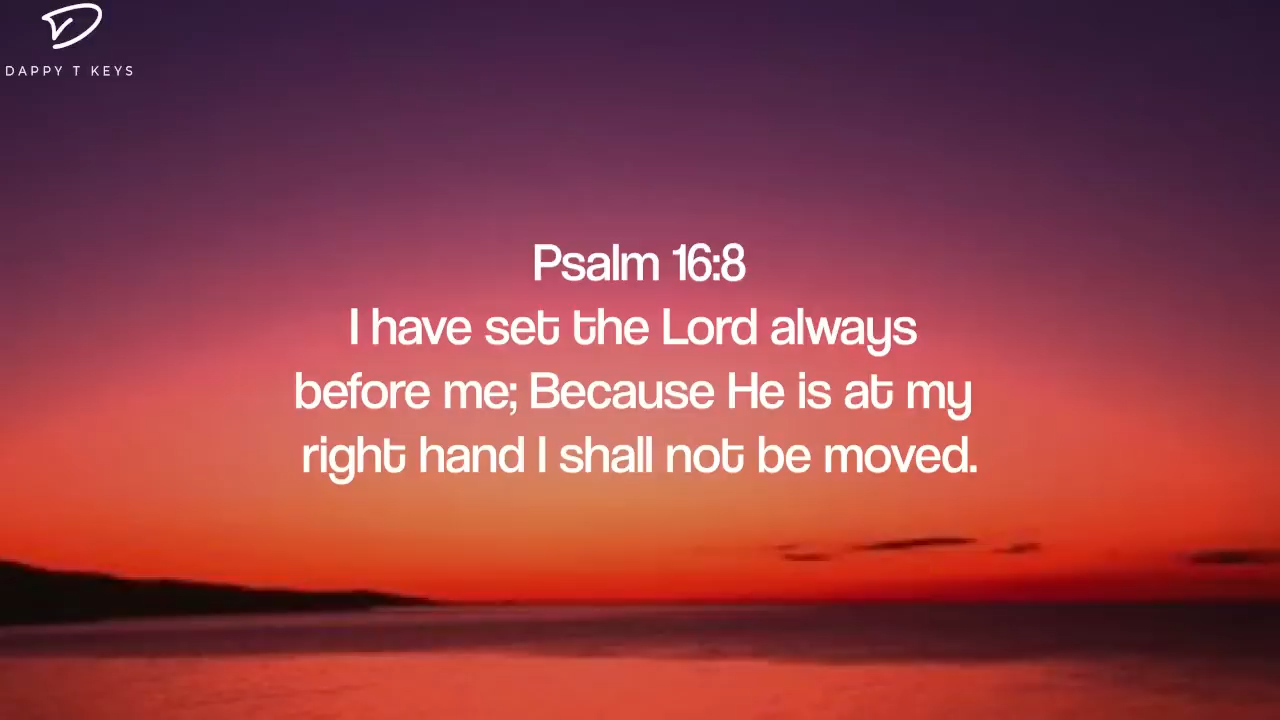 DAPPY T KEYS
Psalm 16:8
I have set the Lord always
before me; Because He is at my
right hand I shall not be moved.